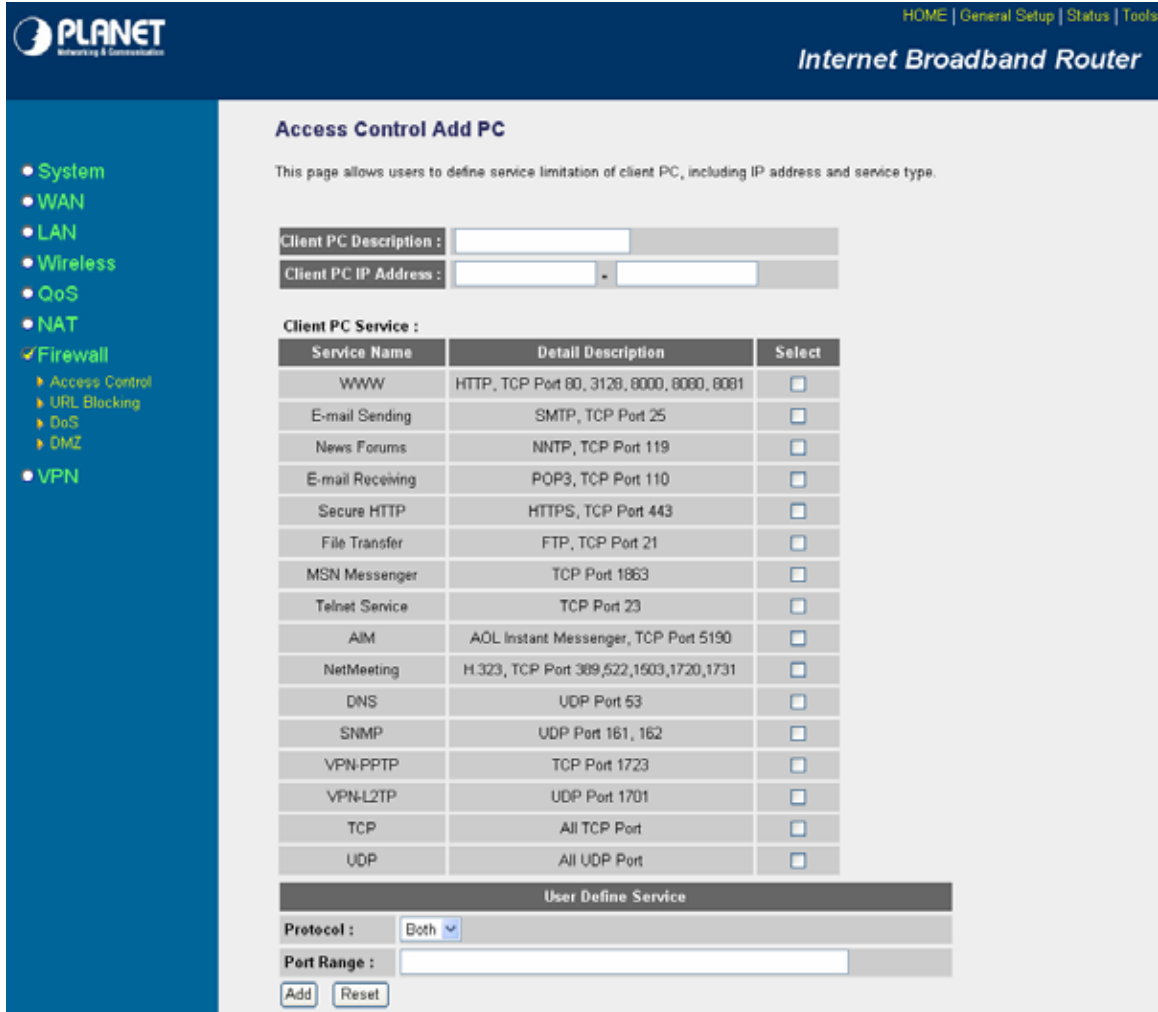 HOME | General Setup | Status | Tools
PLANET
Networking & Communication
Internet Broadband Router
System
WAN
LAN
Wireless
QoS
NAT
Firewall
Access Control
URL Blocking
DoS
DMZ
VPN
Access Control Add PC
This page allows users to define service limitation of client PC, including IP address and service type.
Client PC Description :
Client PC IP Address : -
Client PC Service :
Service Name Detail Description Select
WWW HTTP, TCP Port 80, 3128, 8000, 8080, 8081
E-mail Sending SMTP, TCP Port 25
News Forums NNTP, TCP Port 119
E-mail Receiving POP3, TCP Port 110
Secure HTTP HTTPS, TCP Port 443
File Transfer FTP, TCP Port 21
MSN Messenger TCP Port 1863
Telnet Service TCP Port 23
AIM AOL Instant Messenger, TCP Port 5190
NetMeeting H.323, TCP Port 389,522,1503,1720,1731
DNS UDP Port 53
SNMP UDP Port 161, 162
VPN-PPTP TCP Port 1723
VPN-L2TP UDP Port 1701
TCP All TCP Port
UDP All UDP Port
User Define Service
Protocol : Both
Port Range :
Add Reset